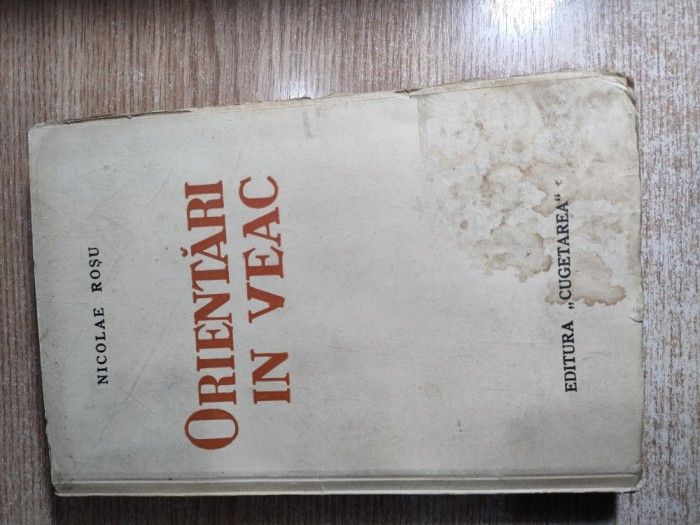 NICOLAE ROȘU
ORIENTĂRI
IN VEAC
EDITURA „CUGETAREA“